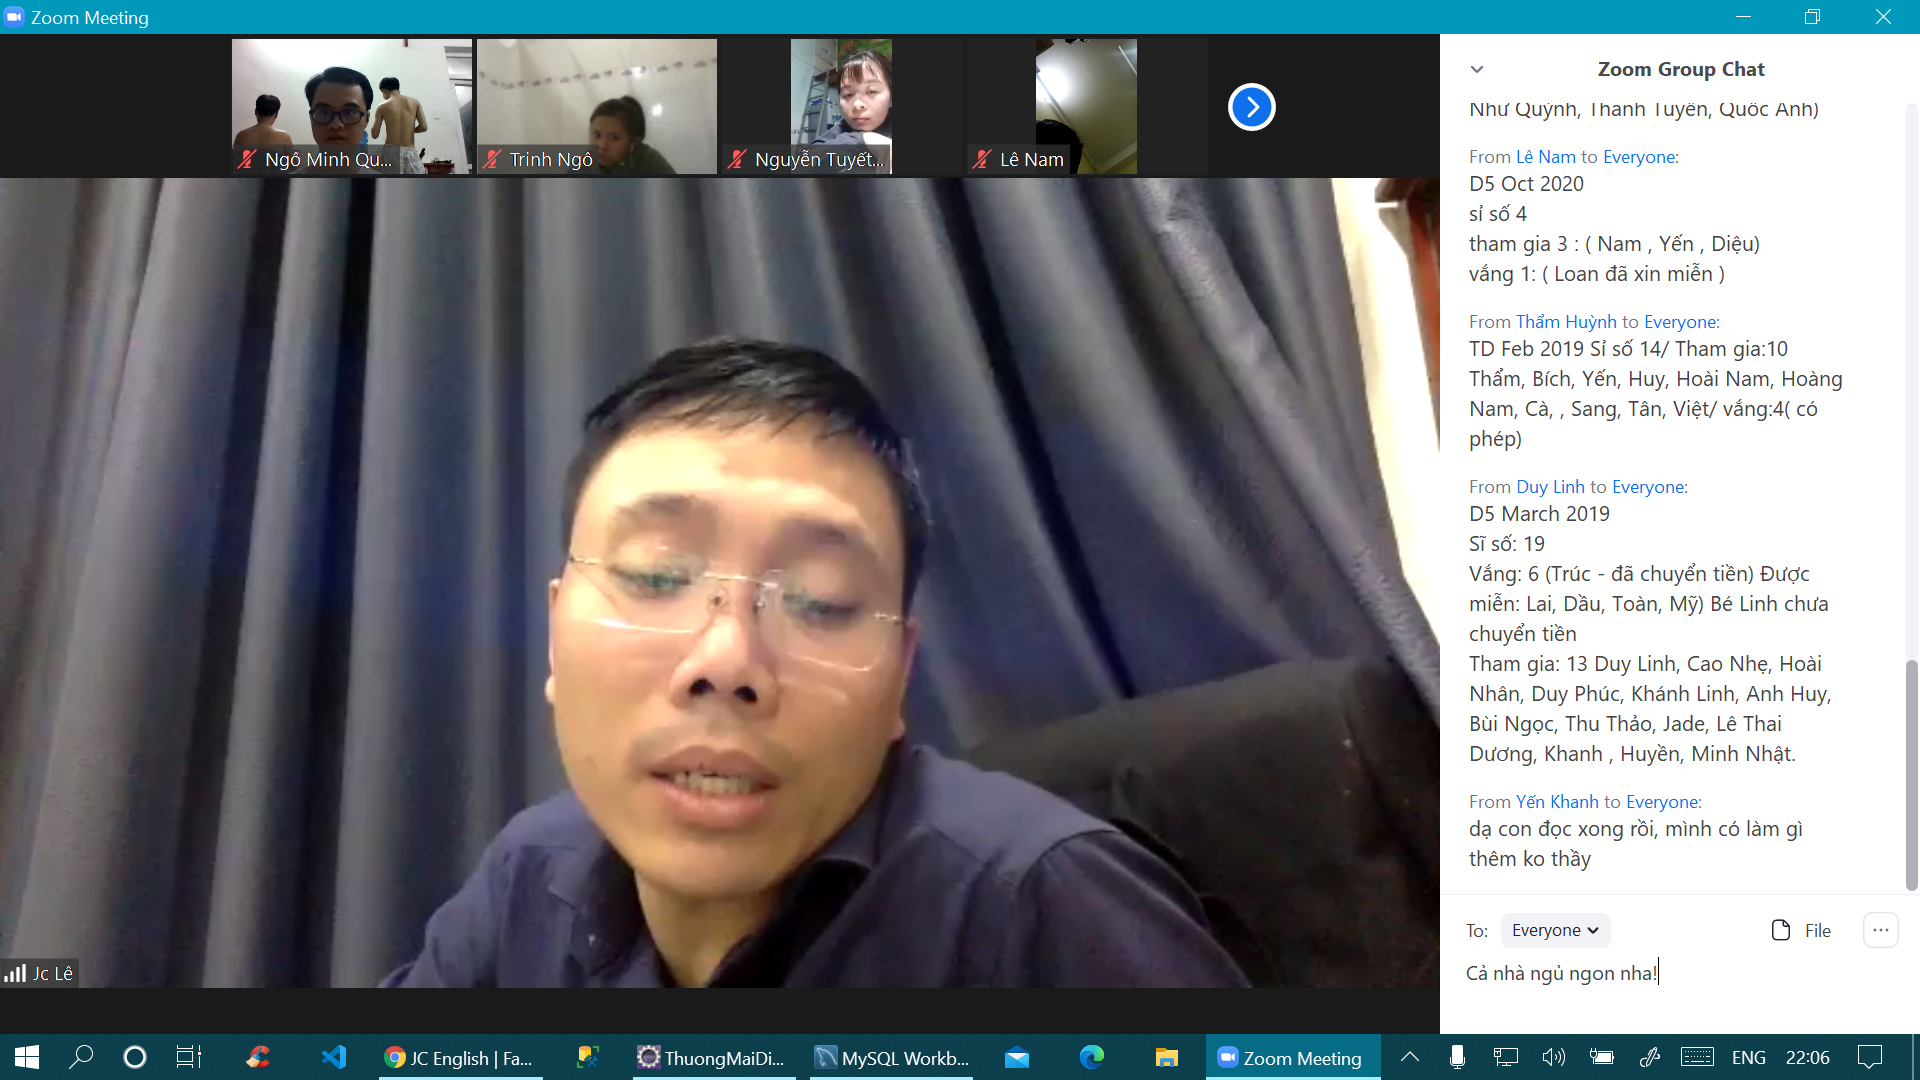 Zoom Meeting
Ngô Minh Qu...
Trinh Ngô
Nguyễn Tuyết...
Lê Nam
Jc Lê
Zoom Group Chat
Như Quỳnh, Thanh Tuyền, Quốc Anh)
From Lê Nam to Everyone:
D5 Oct 2020
sỉ số 4
tham gia 3 : ( Nam , Yến , Diệu)
vắng 1: ( Loan đã xin miễn )
From Thẩm Huỳnh to Everyone:
TD Feb 2019 Sỉ số 14/ Tham gia:10
Thẩm, Bích, Yến, Huy, Hoài Nam, Hoàng
Nam, Cà, , Sang, Tân, Việt/ vắng:4( có
phép)
From Duy Linh to Everyone:
D5 March 2019
Sĩ số: 19
Vắng: 6 (Trúc - đã chuyển tiền) Được
miễn: Lai, Dầu, Toàn, Mỹ) Bé Linh chưa
chuyển tiền
Tham gia: 13 Duy Linh, Cao Nhẹ, Hoài
Nhân, Duy Phúc, Khánh Linh, Anh Huy,
Bùi Ngọc, Thu Thảo, Jade, Lê Thai
Dương, Khanh , Huyền, Minh Nhật.
From Yến Khanh to Everyone:
dạ con đọc xong rồi, mình có làm gì
thêm ko thầy
To: Everyone File
Cả nhà ngủ ngon nha!
JC English | Fa...
ThuongMaiDi...
MySQL Workb...
Zoom Meeting
ENG
22:06